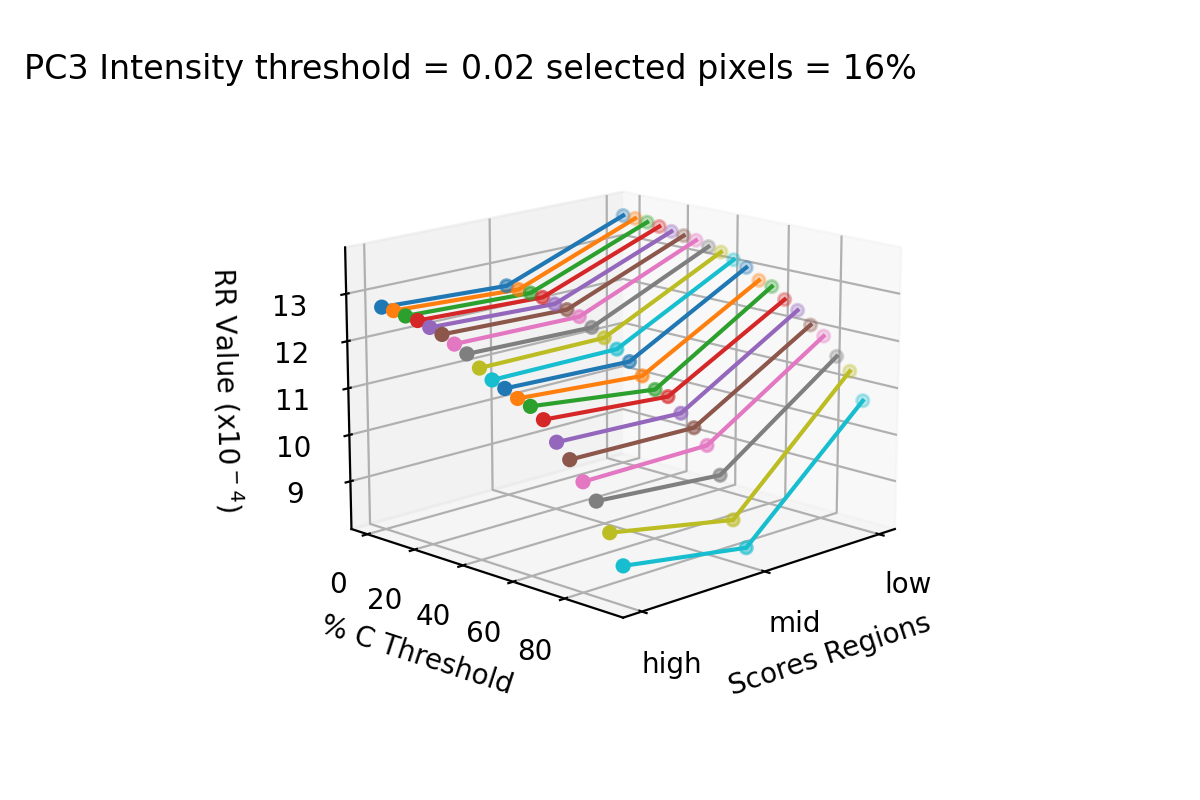 PC3 Intensity threshold = 0.02 selected pixels = 16%
RR Value (x10⁻⁴)
13
12
11
10
9
0
20
40
60
80
% C Threshold
high
mid
low
Scores Regions